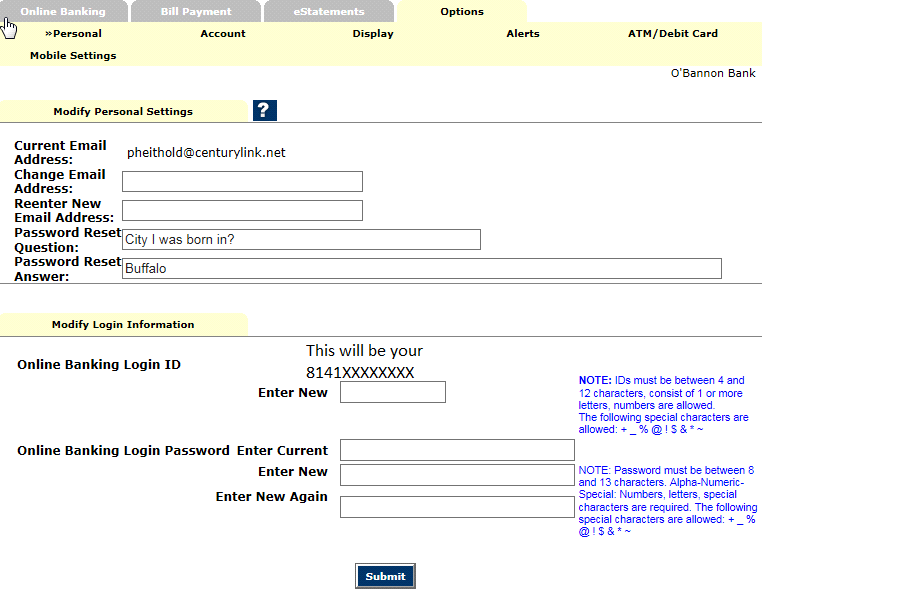 Online Banking Bill Payment eStatements Options
»Personal Account Display Alerts ATM/Debit Card
Mobile Settings
O'Bannon Bank
Modify Personal Settings ?
Current Email
Address:
pheithold@centurylink.net
Change Email
Address:
Reenter New
Email Address:
Password Reset
Question:
City I was born in?
Password Reset
Answer:
Buffalo
Modify Login Information
Online Banking Login ID
This will be your
8141XXXXXXXX
Enter New
NOTE: IDs must be between 4 and
12 characters, consist of 1 or more
letters, numbers are allowed.
The following special characters are
allowed: + _ % @ ! $ & * ~
Online Banking Login Password Enter Current
Enter New
Enter New Again
NOTE: Password must be between 8
and 13 characters. Alpha-Numeric-
Special: Numbers, letters, special
characters are required. The following
special characters are allowed: + _ %
@ ! $ & * ~
Submit